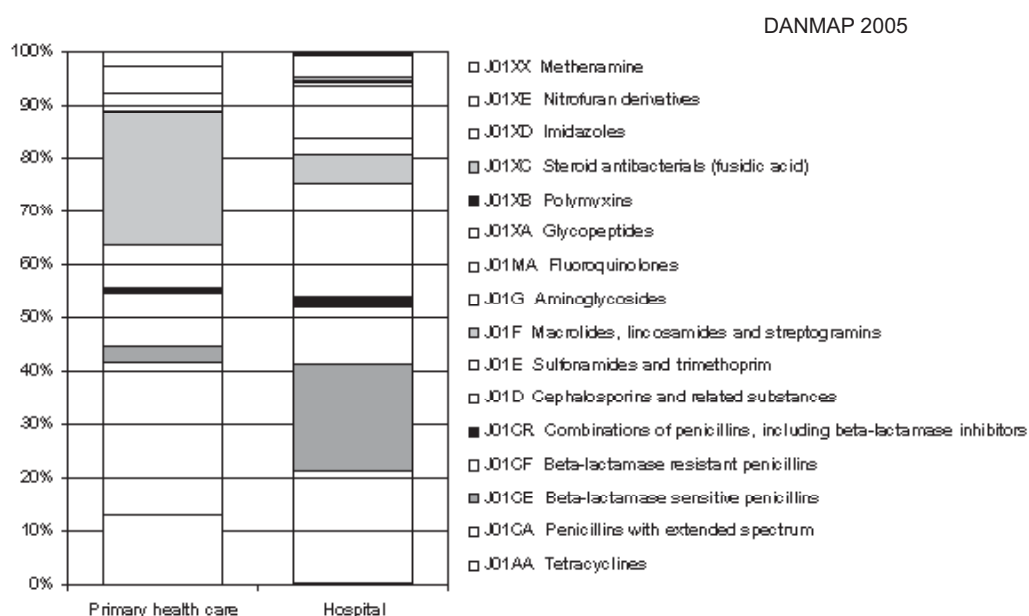 DANMAP 2005
100%
90%
80%
70%
60%
50%
40%
30%
20%
10%
0%
Primary health care
Hospital
J01XX Methenamine
J01XE Nitrofuran derivatives
J01XD Imidazoles
J01XC Steroid antibacterials (fusidic acid)
J01XB Polymyxins
J01XA Glycopeptides
J01MA Fluoroquinolones
J01G Aminoglycosides
J01F Macrolides, lincosamides and streptogramins
J01E Sulfonamides and trimethoprim
J01D Cephalosporins and related substances
J01CR Combinations of penicillins, including beta-lactamase inhibitors
J01CF Beta-lactamase resistant penicillins
J01CE Beta-lactamase sensitive penicillins
J01CA Penicillins with extended spectrum
J01AA Tetracyclines